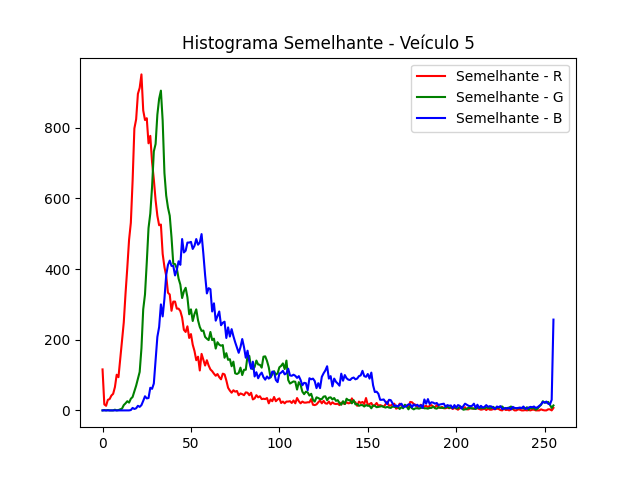 Histograma Semelhante - Veículo 5
Semelhante - R
Semelhante - G
Semelhante - B
800
600
400
200
0
0 50 100 150 200 250